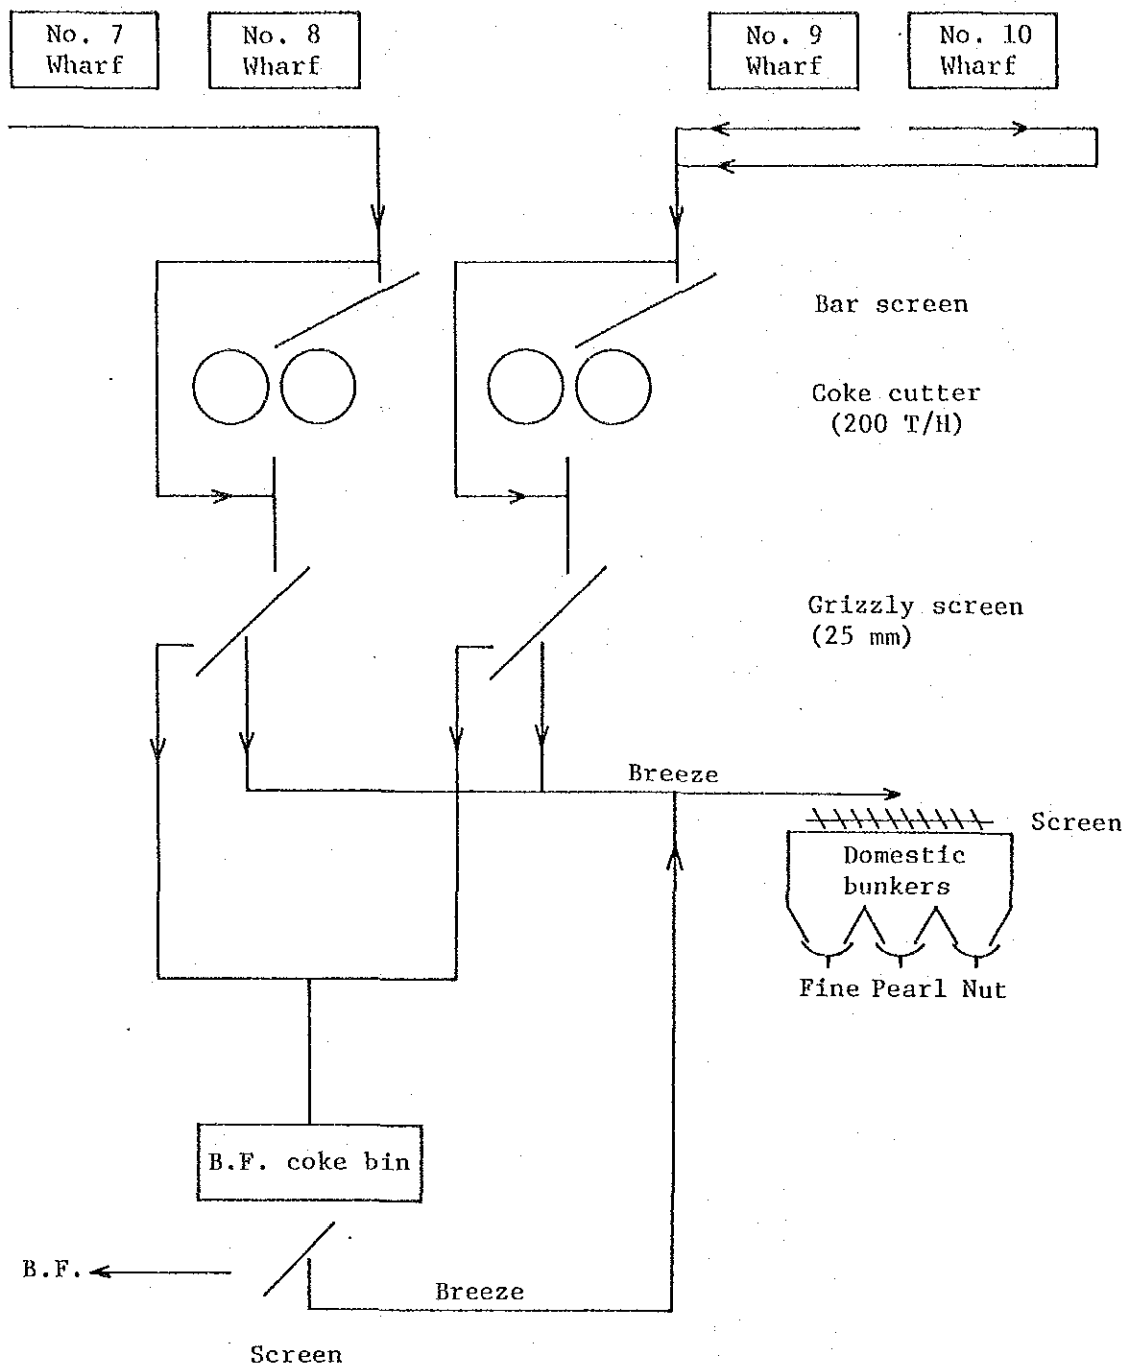 No. 7
Wharf
No. 8
Wharf
No. 9
Wharf
No. 10
Wharf
Bar screen
Coke cutter
(200 T/H)
Grizzly screen
(25 mm)
Breeze
Screen
Domestic
bunkers
Fine Pearl Nut
B.F. coke bin
B.F.
Breeze
Screen